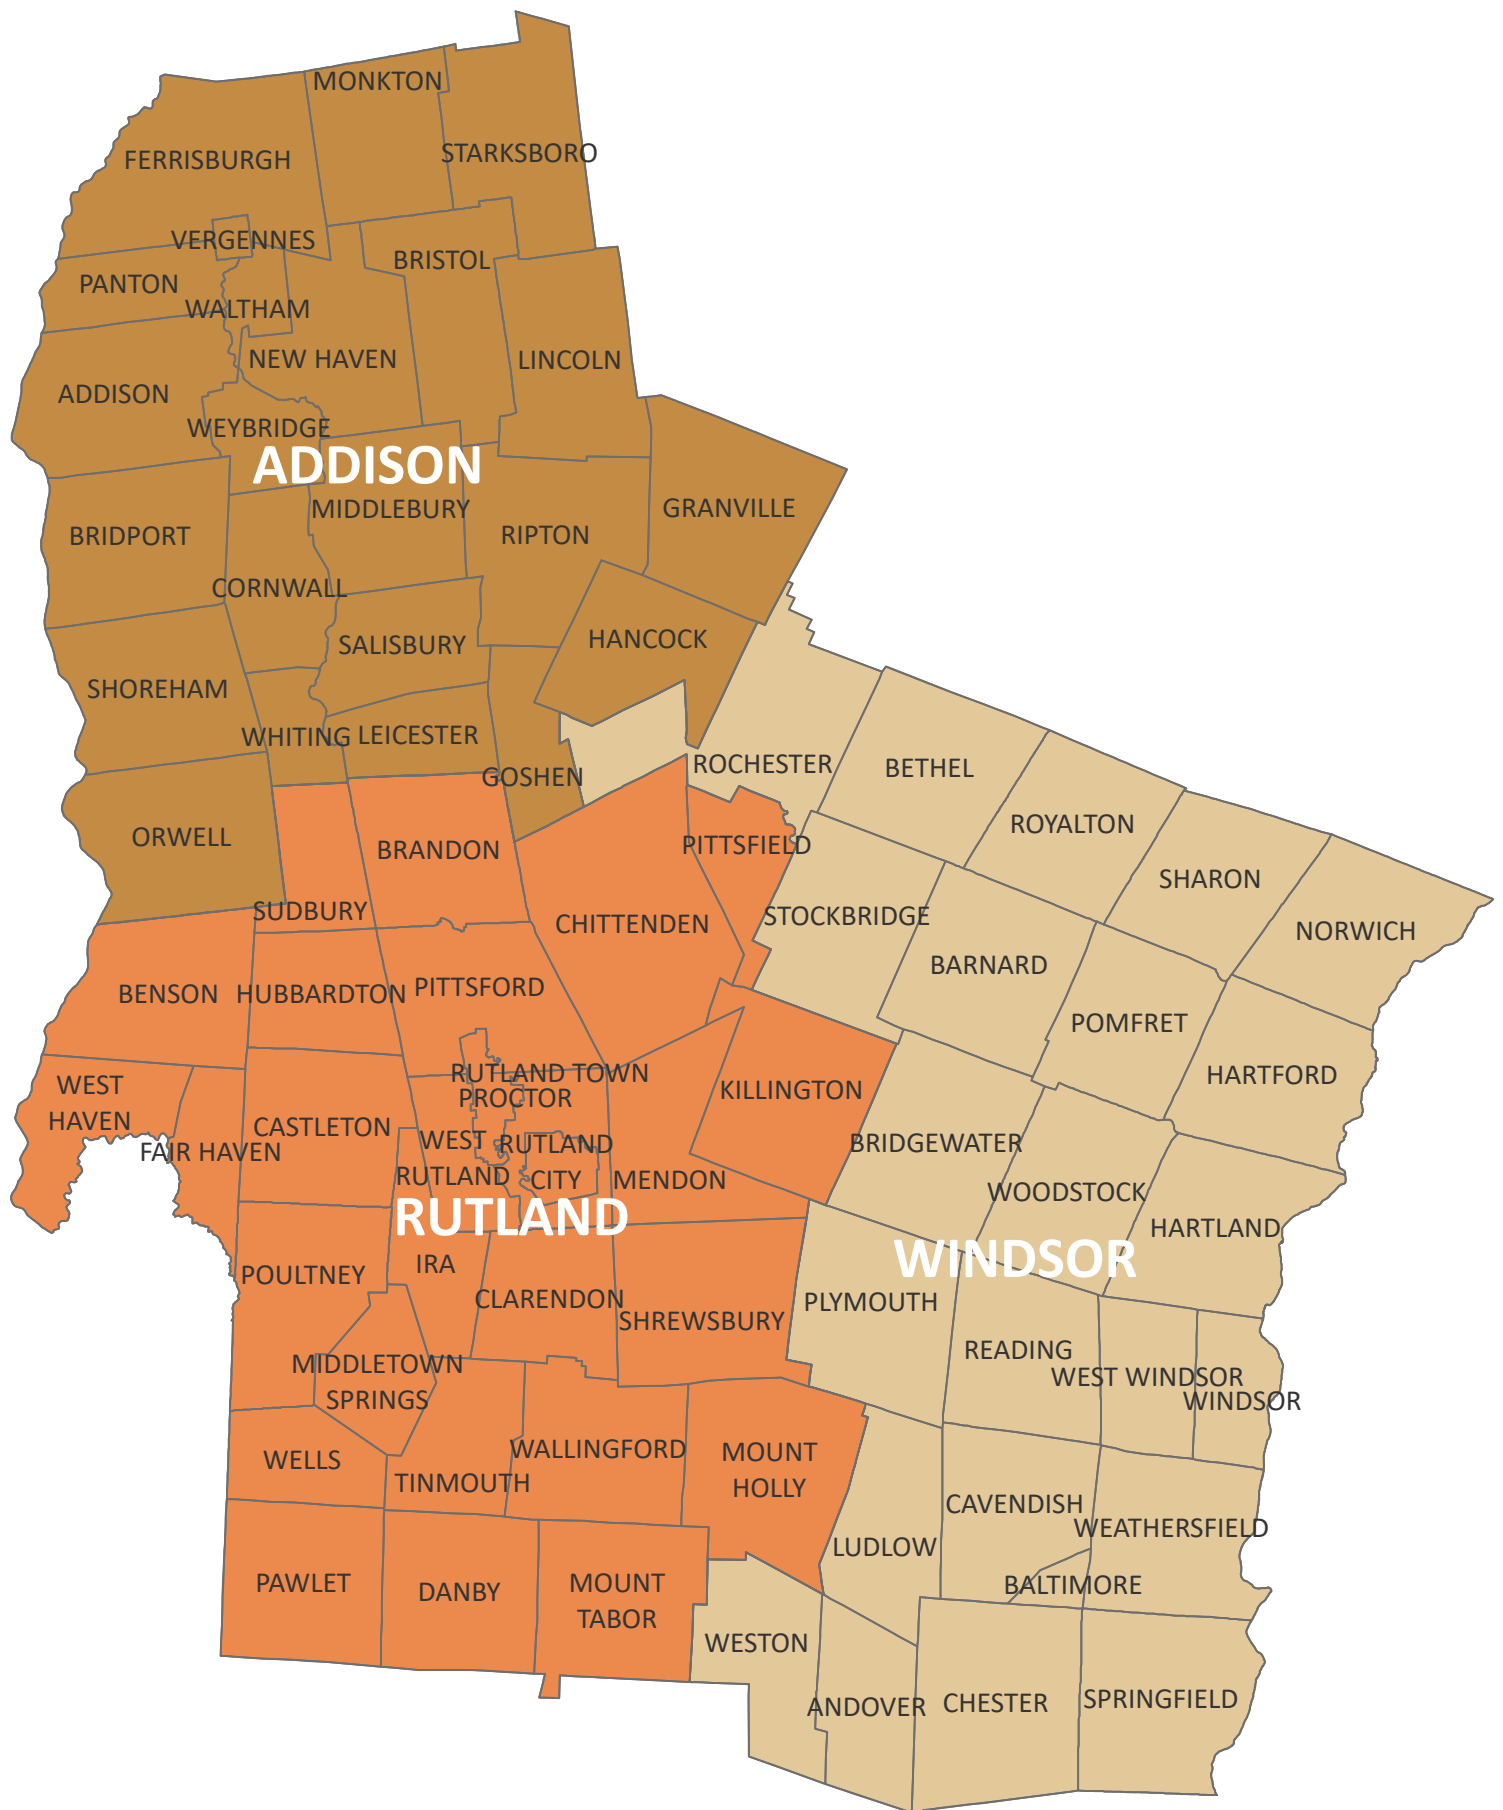 MONKTON
STARKSBORO
FERRISBURGH
VERGENNES
BRISTOL
PANTON
WALTHAM
NEW HAVEN
LINCOLN
ADDISON
WEYBRIDGE
ADDISON
GRANVILLE
MIDDLEBURY
BRIDPORT
RIPTON
CORNWALL
HANCOCK
SALISBURY
SHOREHAM
WHITING
LEICESTER
ROCHESTER
BETHEL
GOSHEN
ROYALTON
ORWELL
PITTSFIELD
BRANDON
SHARON
SUDBURY
STOCKBRIDGE
CHITTENDEN
NORWICH
BARNARD
BENSON
HUBBARDTON
PITTSFORD
POMFRET
RUTLAND TOWN
HARTFORD
WEST
HAVEN
KILLINGTON
PROCTOR
CASTLETON
WEST
RUTLAND
RUTLAND
CITY
BRIDGEWATER
FAIR HAVEN
MENDON
WOODSTOCK
RUTLAND
HARTLAND
WINDSOR
IRA
POULTNEY
CLARENDON
PLYMOUTH
SHREWSBURY
READING
MIDDLETOWN
SPRINGS
WEST WINDSOR
WINDSOR
WALLINGFORD
MOUNT
HOLLY
WELLS
TINMOUTH
CAVENDISH
WEATHERSFIELD
LUDLOW
PAWLET
DANBY
MOUNT
TABOR
BALTIMORE
WESTON
ANDOVER
CHESTER
SPRINGFIELD